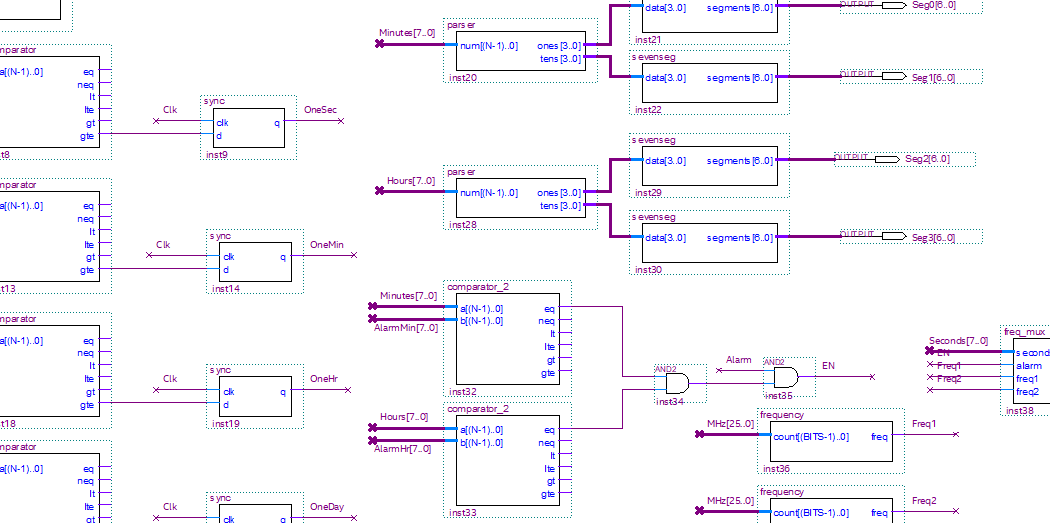 mparator
a[(N-1)..0]
eq
neq
lt
lte
gt
gte
t8
Clk
sync
clk
d
q
inst9
OneSec
mparator
a[(N-1)..0]
eq
neq
lt
lte
gt
gte
t13
Clk
sync
clk
d
q
inst14
OneMin
mparator
a[(N-1)..0]
eq
neq
lt
lte
gt
gte
t18
Clk
sync
clk
d
q
inst19
OneHr
mparator
a[(N-1)..0]
eq
neq
lt
lte
gt
Clk
sync
clk
q
OneDay
Minutes[7..0]
parser
num[(N-1)..0]
ones[3..0]
tens[3..0]
inst20
data[3..0]
segments[6..0]
inst21
OUTPUT
Seg0[6..0]
sevenseg
data[3..0]
segments[6..0]
inst22
OUTPUT
Seg1[6..0]
Hours[7..0]
parser
num[(N-1)..0]
ones[3..0]
tens[3..0]
inst28
sevenseg
data[3..0]
segments[6..0]
inst29
OUTPUT
Seg2[6..0]
sevenseg
data[3..0]
segments[6..0]
inst30
OUTPUT
Seg3[6..0]
Minutes[7..0]
AlarmMin[7..0]
comparator_2
a[(N-1)..0]
b[(N-1)..0]
eq
neq
lt
lte
gt
gte
inst32
Hours[7..0]
AlarmHr[7..0]
comparator_2
a[(N-1)..0]
b[(N-1)..0]
eq
neq
lt
lte
gt
gte
inst33
AND2
inst34
Alarm
AND2
inst35
EN
MHz[25..0]
frequency
count[(BITS-1)..0]
freq
inst36
Freq1
MHz[25..0]
frequency
count[(BITS-1)..0]
freq
Freq2
Seconds[7..0]
EN
Freq1
Freq2
freq_mux
second
alarm
freq1
freq2
inst38